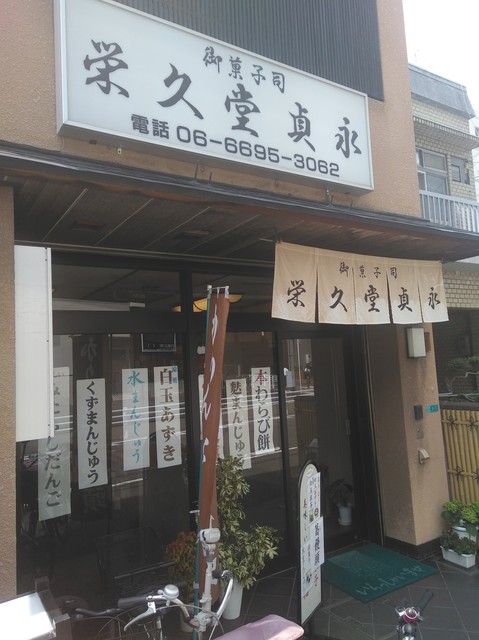 御菓子司
栄久堂貞永
電話 06-6695-3062
御菓子司
栄久堂貞永
本わらび餅
麩まんじゅう
白玉あずき
水まんじゅう
くずまんじゅう
しだんご